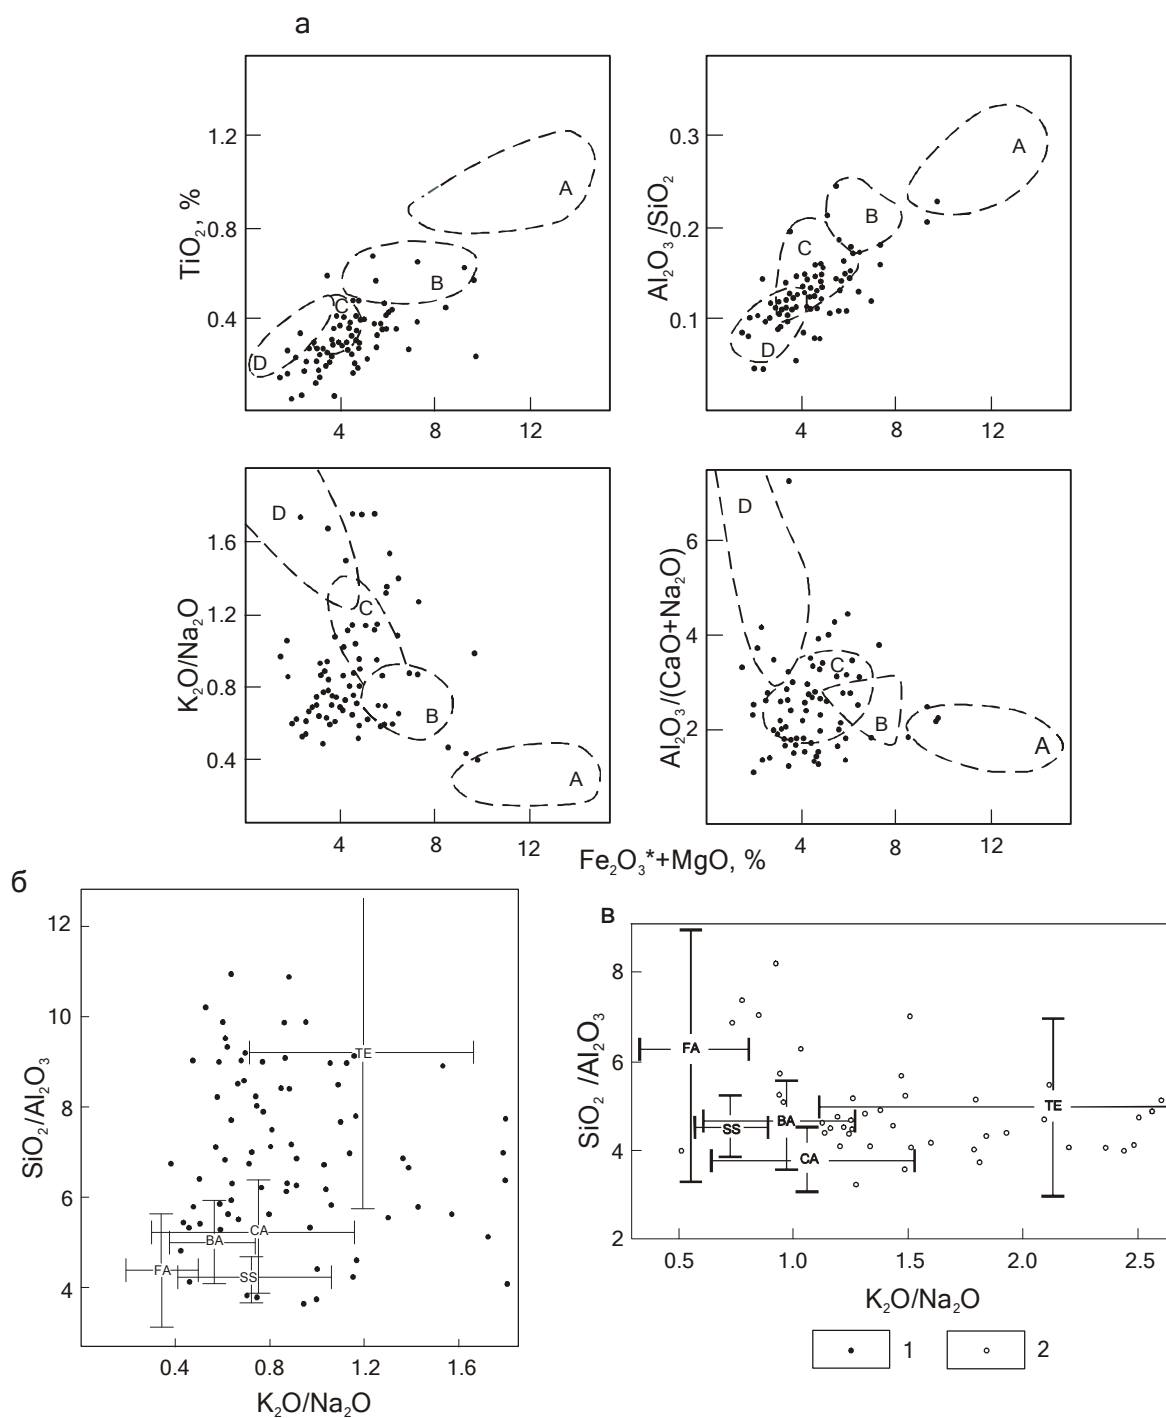 а
TiO₂, %
1.2
0.8
0.4
A
B
C
D
4 8 12
Al₂O₃/SiO₂
0.3
0.2
0.1
A
B
C
D
4 8 12
K₂O/Na₂O
1.6
1.2
0.8
0.4
D
C
B
A
4 8 12
Al₂O₃/(CaO+Na₂O)
6
4
2
D
C
B
A
4 8 12
Fe₂O₃*+MgO, %
б
SiO₂/Al₂O₃
12
10
8
6
4
TE
CA
BA
FA
SS
0.4 0.8 1.2 1.6
K₂O/Na₂O
В
SiO₂/Al₂O₃
8
6
4
2
FA
TE
BA
SS
CA
0.5 1.0 1.5 2.0 2.5
K₂O/Na₂O
1 2